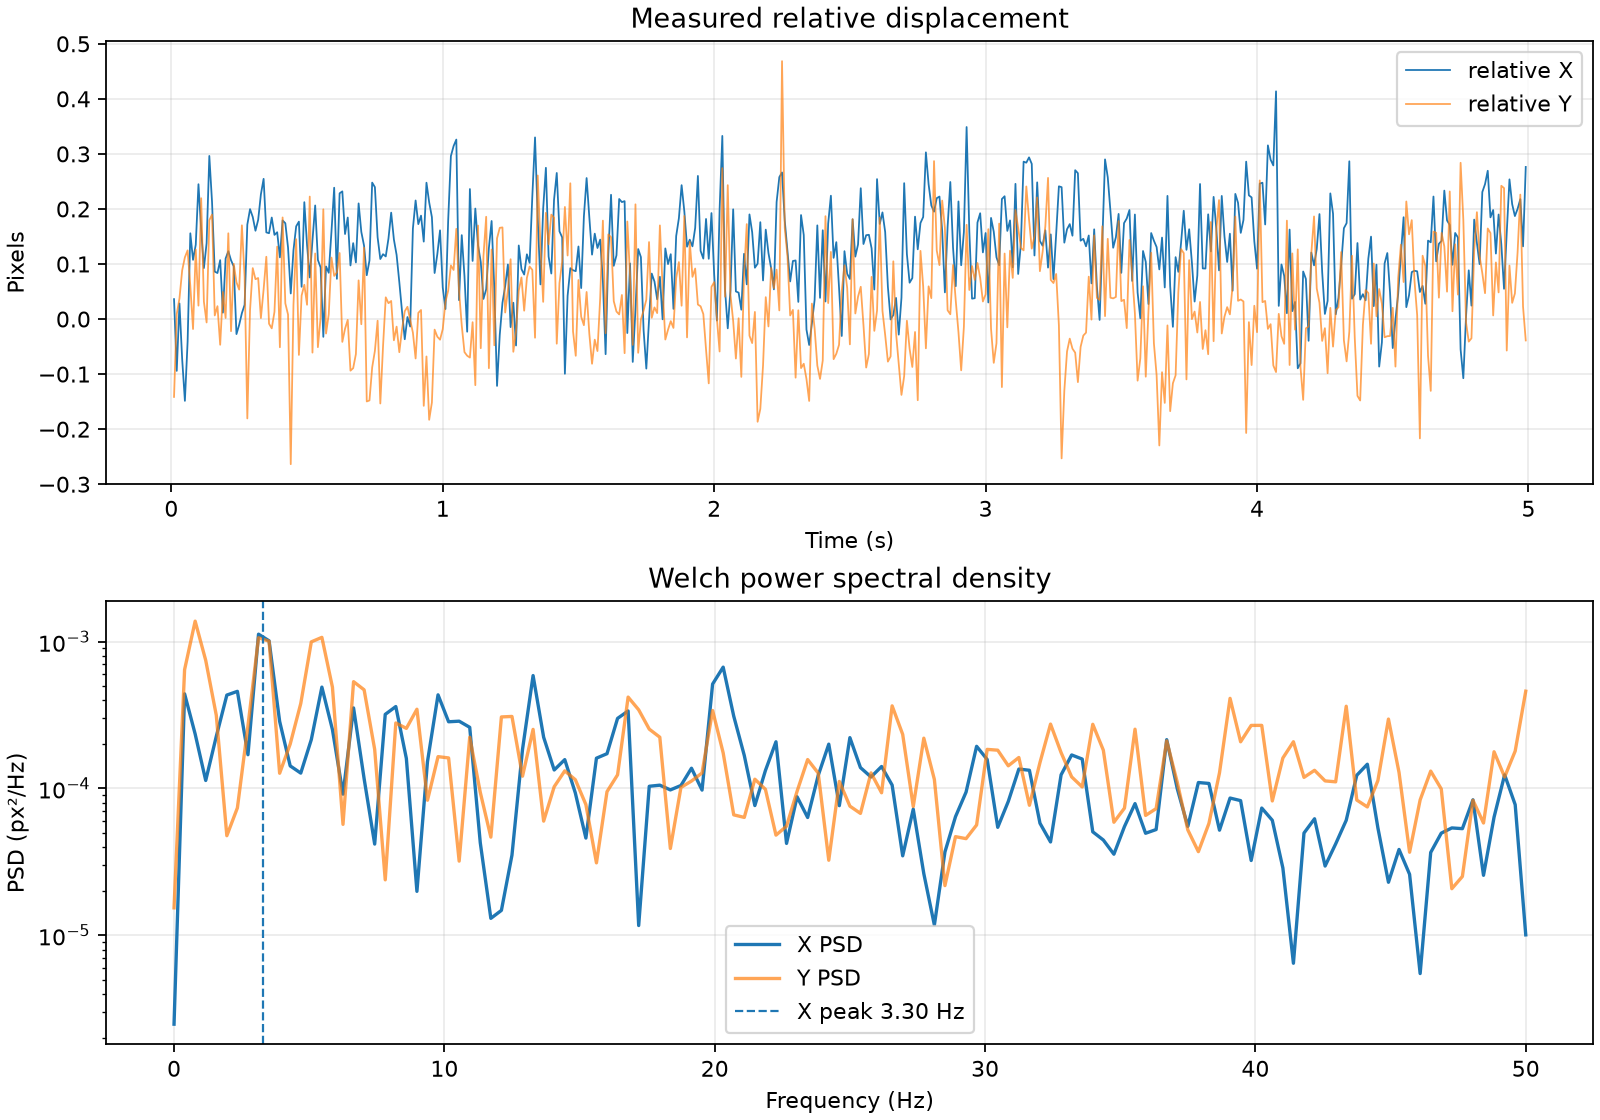 Measured relative displacement
0.5
0.4
0.3
0.2
0.1
0.0
−0.1
−0.2
−0.3
Pixels
relative X
relative Y
0 1 2 3 4 5
Time (s)
Welch power spectral density
10⁻³
10⁻⁴
10⁻⁵
PSD (px²/Hz)
X PSD
Y PSD
X peak 3.30 Hz
0 10 20 30 40 50
Frequency (Hz)